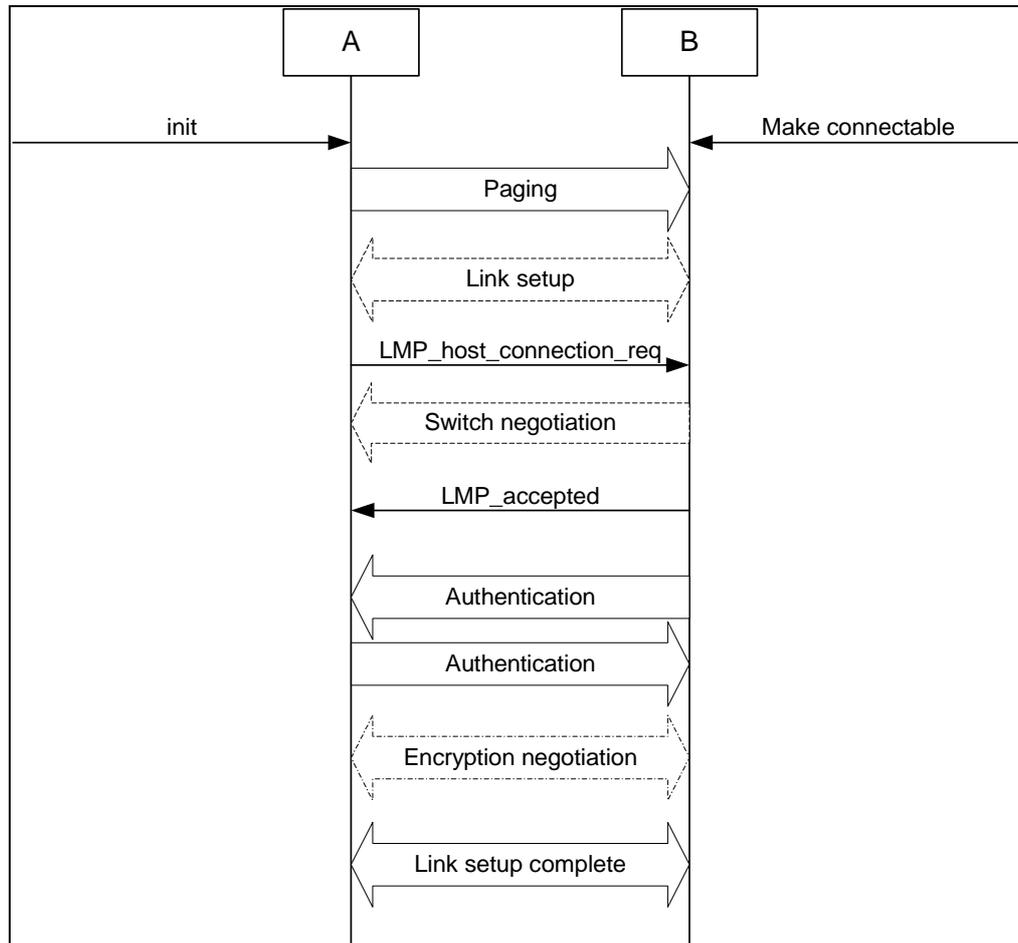 A
B
init
Make connectable
Paging
Link setup
LMP_host_connection_req
Switch negotiation
LMP_accepted
Authentication
Authentication
Encryption negotiation
Link setup complete